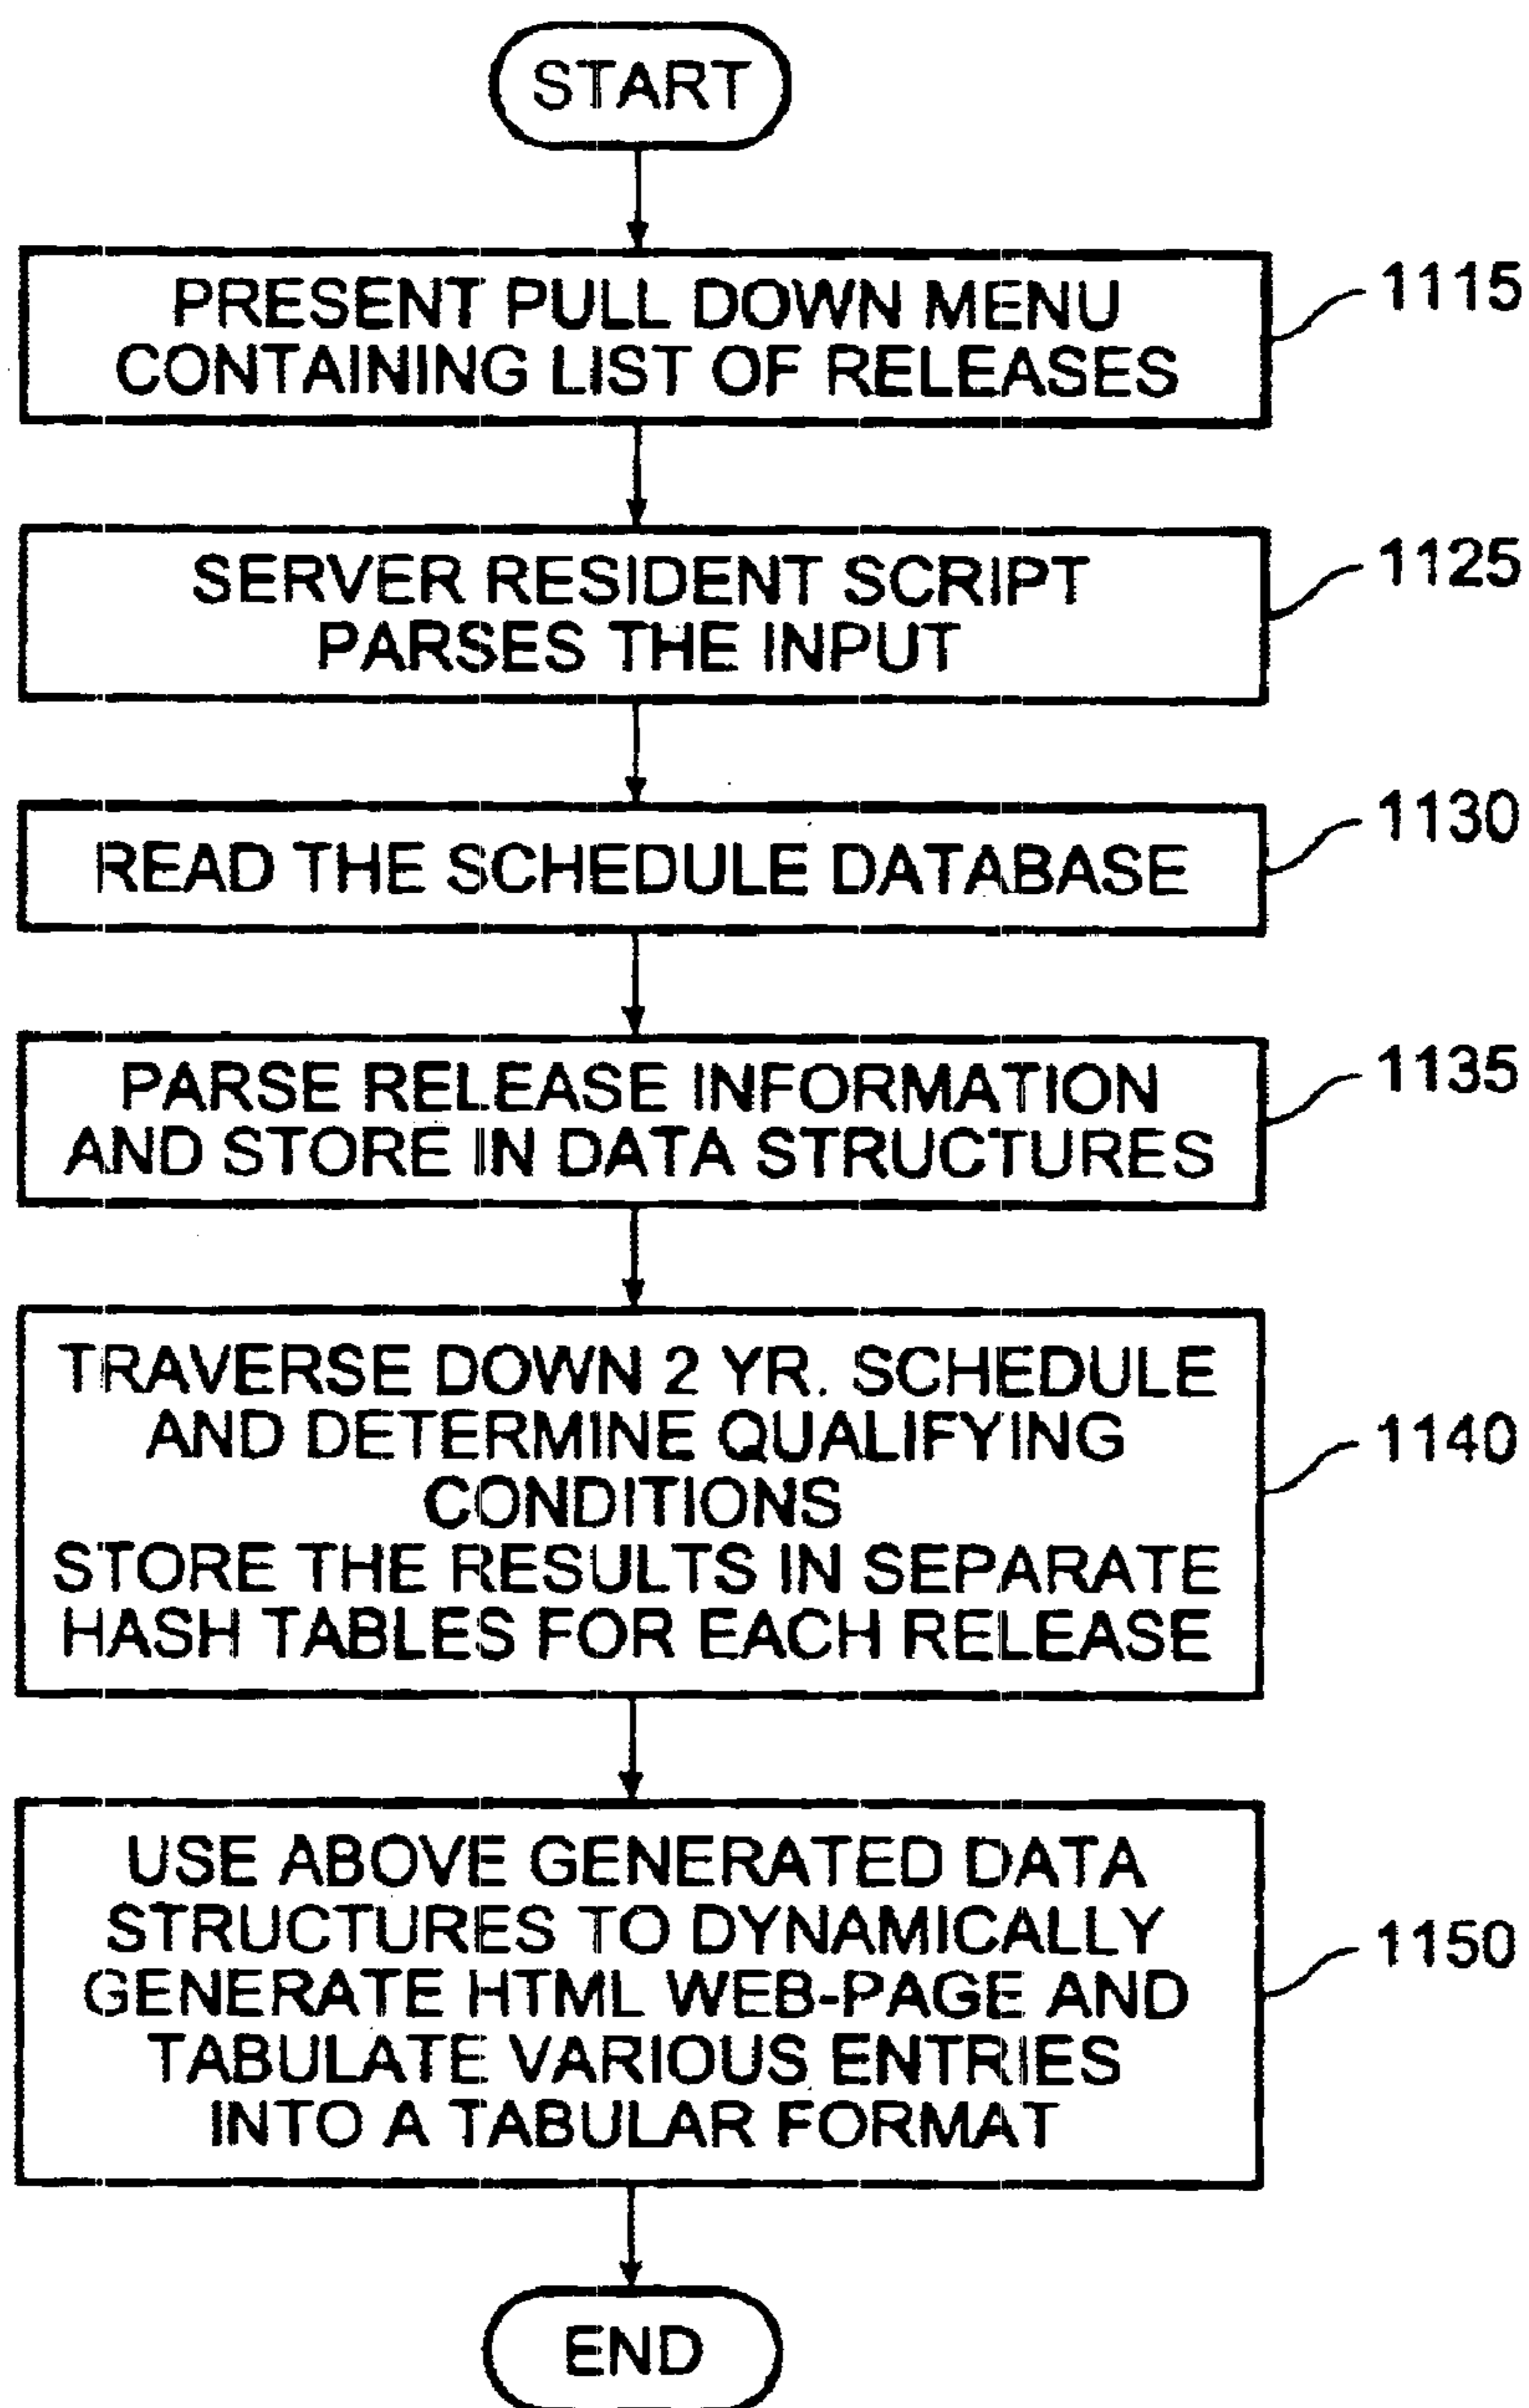 START
PRESENT PULL DOWN MENU
CONTAINING LIST OF RELEASES
1115
SERVER RESIDENT SCRIPT
PARSES THE INPUT
1125
READ THE SCHEDULE DATABASE
1130
PARSE RELEASE INFORMATION
AND STORE IN DATA STRUCTURES
1135
TRAVERSE DOWN 2 YR. SCHEDULE
AND DETERMINE QUALIFYING
CONDITIONS
STORE THE RESULTS IN SEPARATE
HASH TABLES FOR EACH RELEASE
1140
USE ABOVE GENERATED DATA
STRUCTURES TO DYNAMICALLY
GENERATE HTML WEB-PAGE AND
TABULATE VARIOUS ENTRIES
INTO A TABULAR FORMAT
1150
END